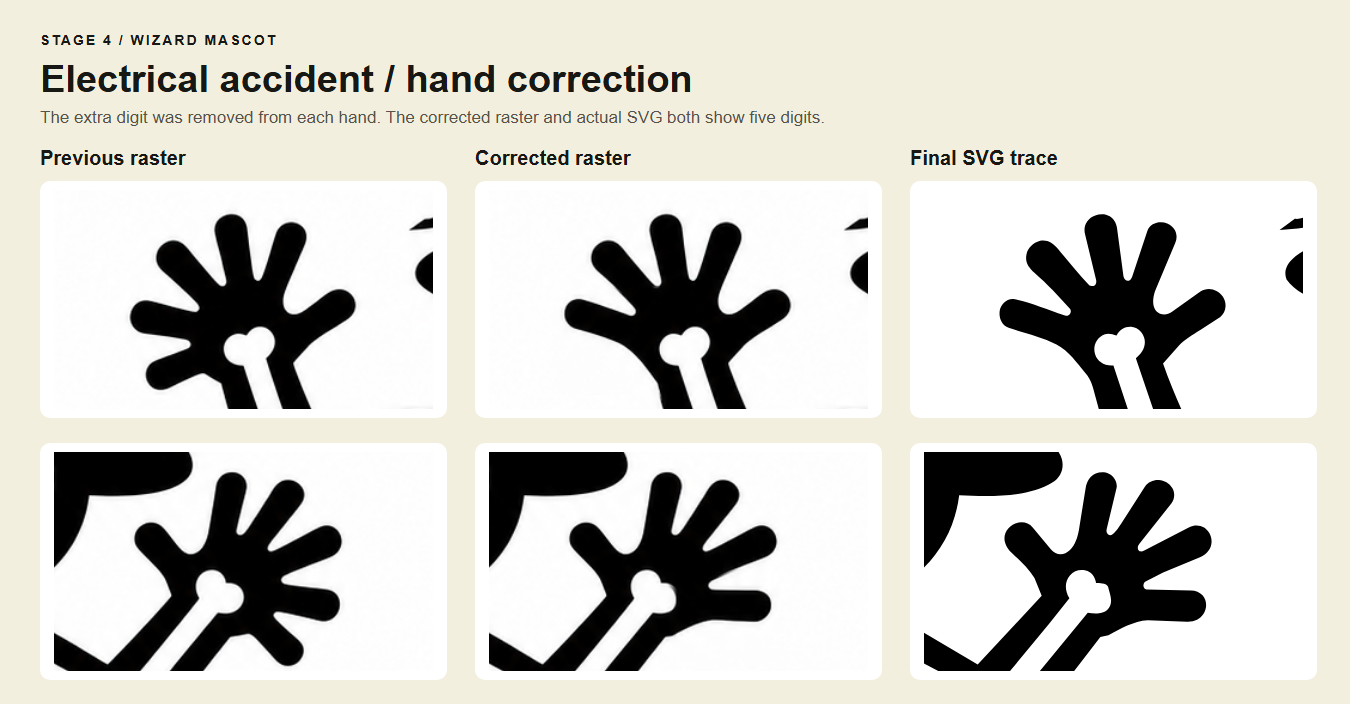 STAGE 4 / WIZARD MASCOT
Electrical accident / hand correction
The extra digit was removed from each hand. The corrected raster and actual SVG both show five digits.
Previous raster
Corrected raster
Final SVG trace